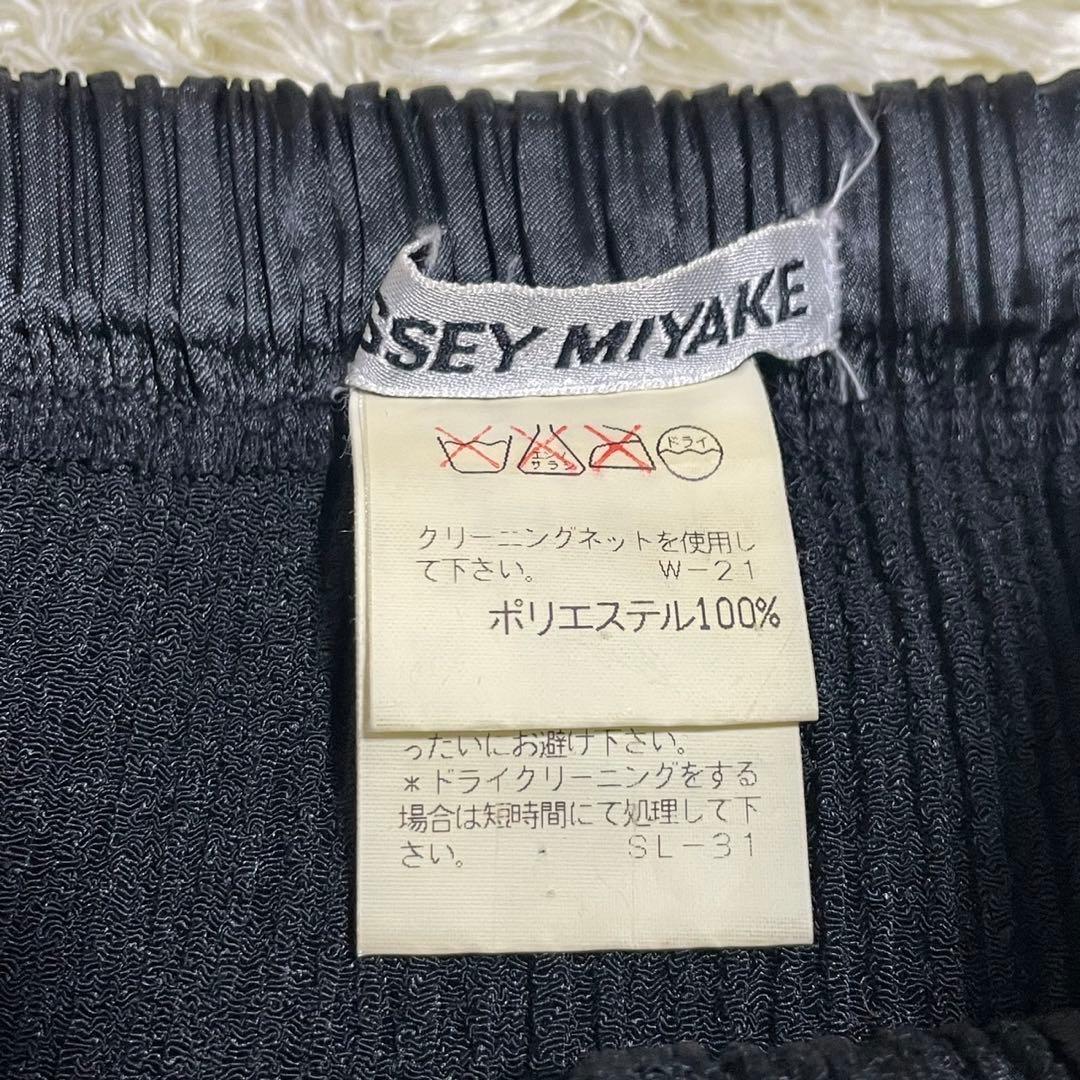 SSEY MIYAKE
エンソ ドライ
サラシ
クリーニングネットを使用し
て下さい。 W-21
ポリエステル100%
ったいにお避け下さい。
*ドライクリーニングをする
場合は短時間にて処理して下
さい。 SL-31